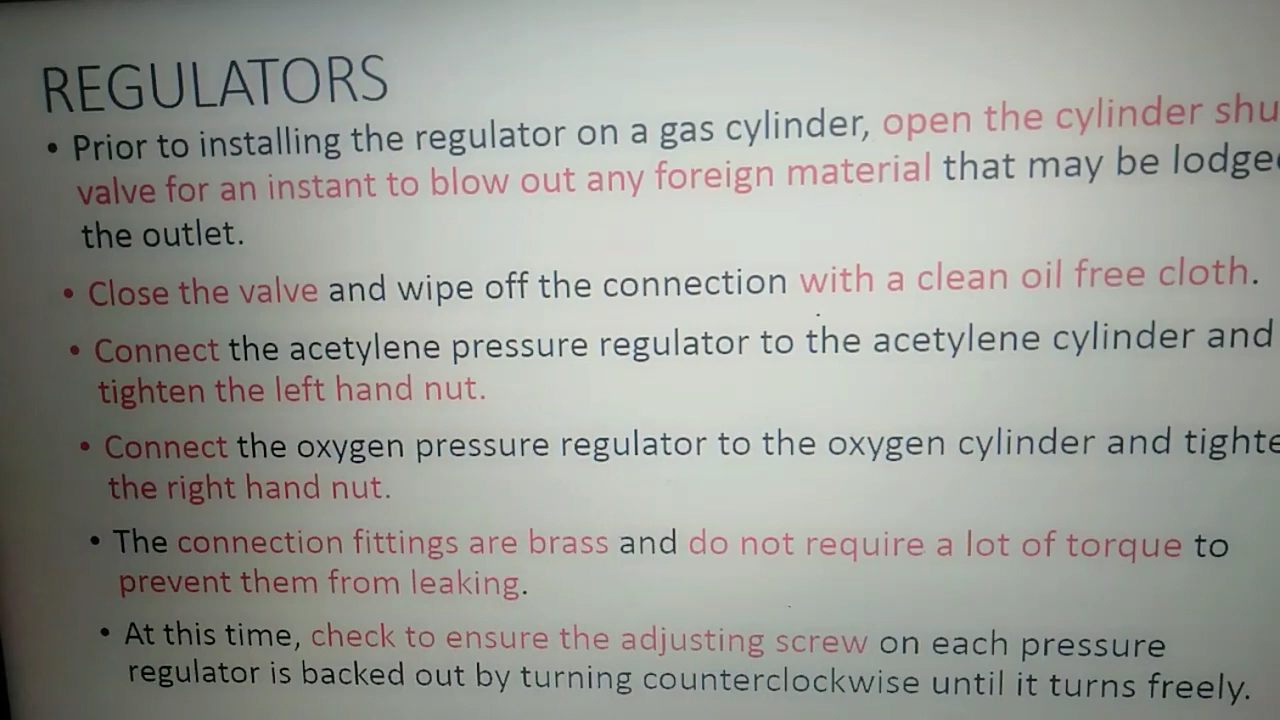 REGULATORS
• Prior to installing the regulator on a gas cylinder, open the cylinder
valve for an instant to blow out any foreign material that may be
the outlet.
• Close the valve and wipe off the connection with a clean oil free cloth.
• Connect the acetylene pressure regulator to the acetylene cylinder and
tighten the left hand nut.
• Connect the oxygen pressure regulator to the oxygen cylinder and
the right hand nut.
• The connection fittings are brass and do not require a lot of torque to
prevent them from leaking.
• At this time, check to ensure the adjusting screw on each pressure
regulator is backed out by turning counterclockwise until it turns freely.